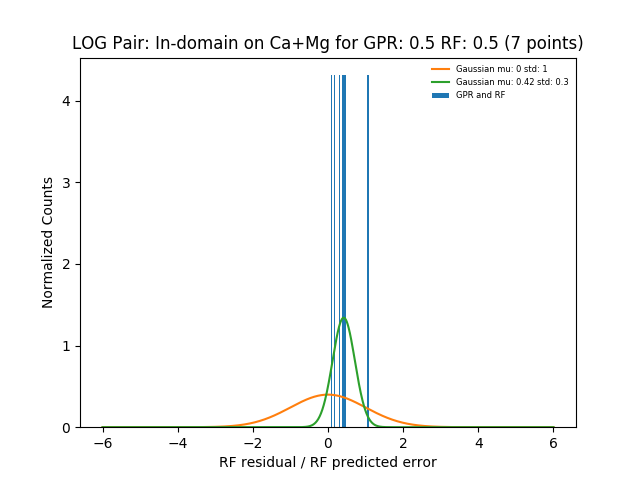 LOG Pair: In-domain on Ca+Mg for GPR: 0.5 RF: 0.5 (7 points)
Gaussian mu: 0 std: 1
Gaussian mu: 0.42 std: 0.3
GPR and RF
Normalized Counts
4
3
2
1
0
−6
−4
−2
0
2
4
6
RF residual / RF predicted error